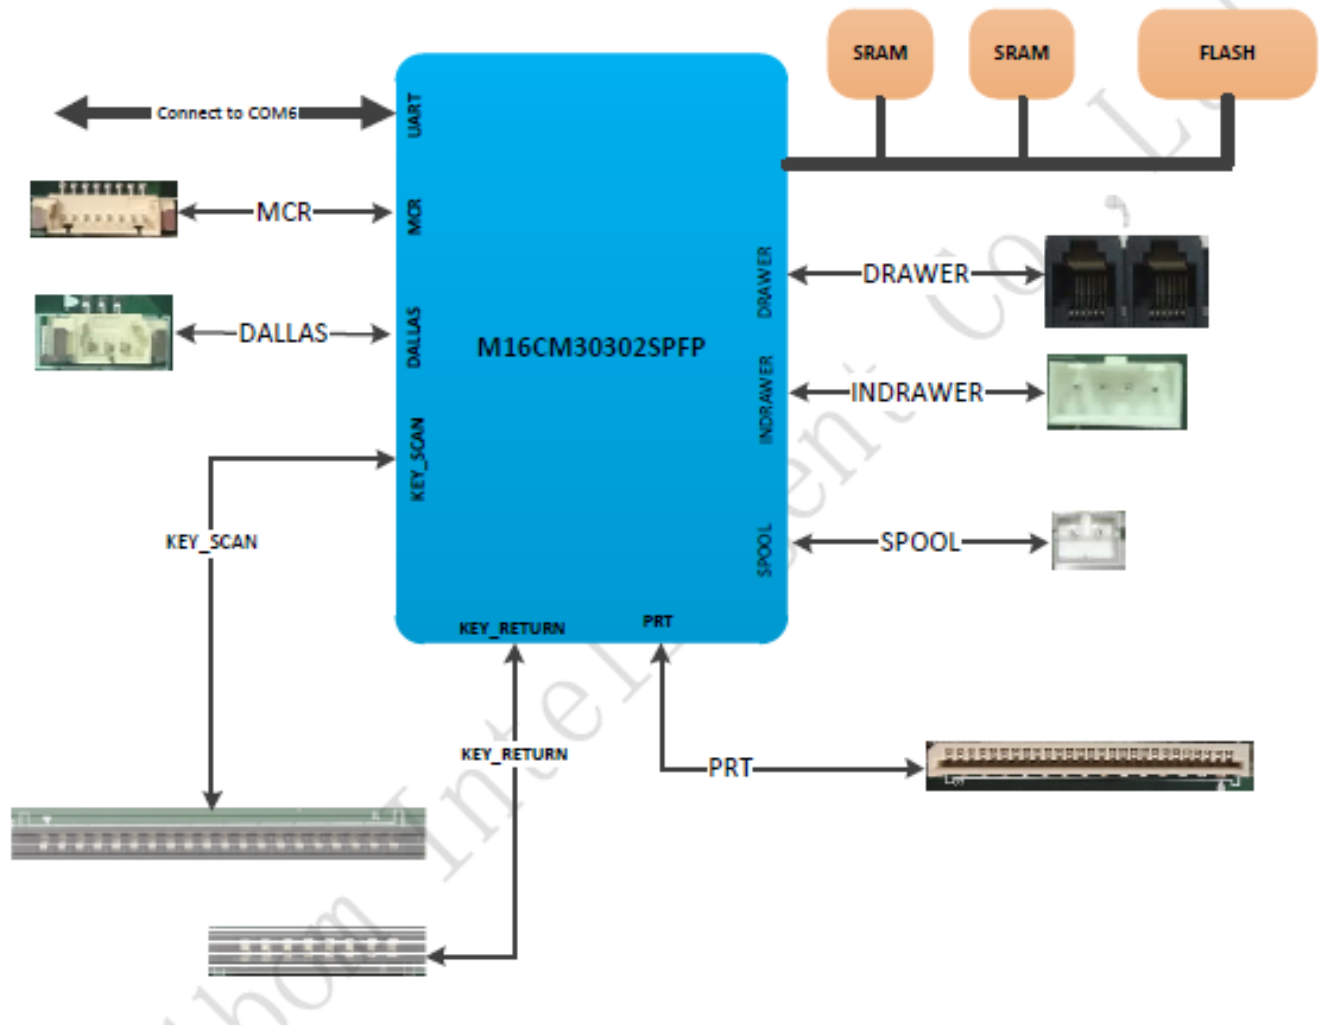 SRAM
SRAM
FLASH
Connect to COM6
UART
MCR
MCR
DRAWER
DRAWER
DALLAS
DALLAS
M16CM30302SPFP
INDRAWER
INDRAWER
KEY_SCAN
KEY_SCAN
SPOOL
SPOOL
KEY_RETURN
PRT
KEY_RETURN
PRT